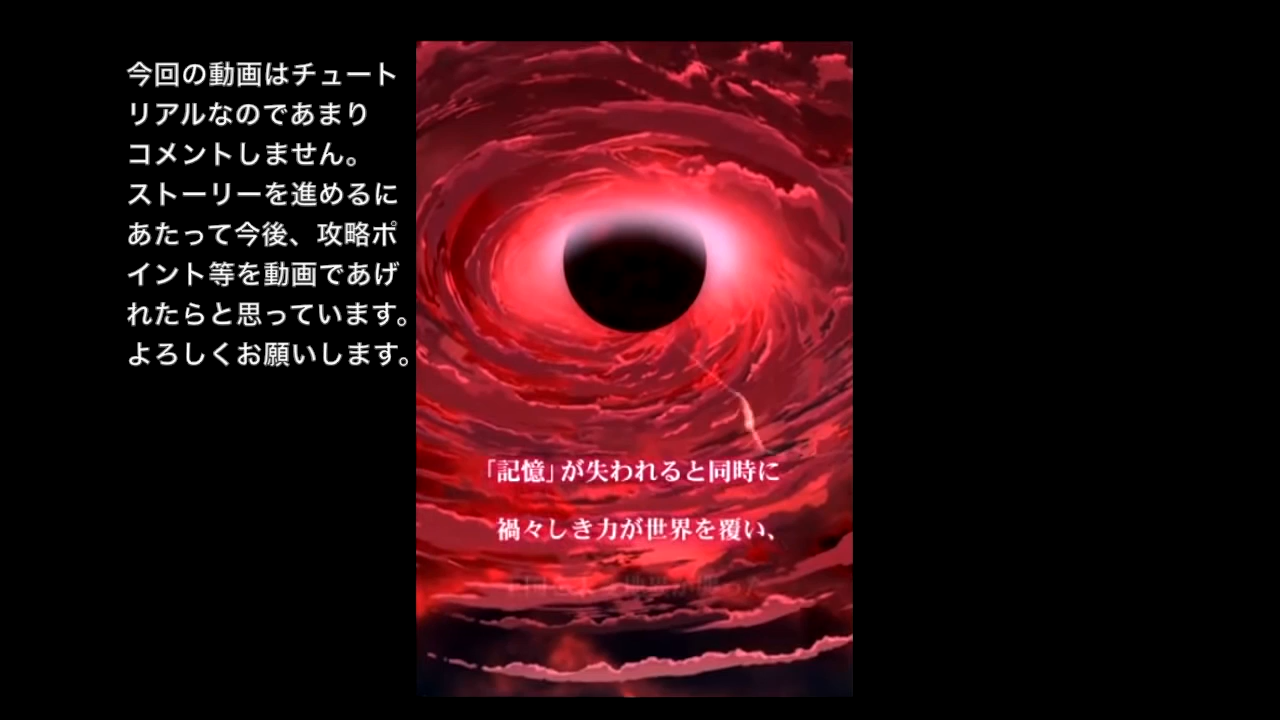 今回の動画はチュート
リアルなのであまり
コメントしません。
ストーリーを進めるに
あたって今後、攻略ポ
イント等を動画であげ
れたらと思っています。
よろしくお願いします。
「記憶」が失われると同時に
禍々しき力が世界を覆い、